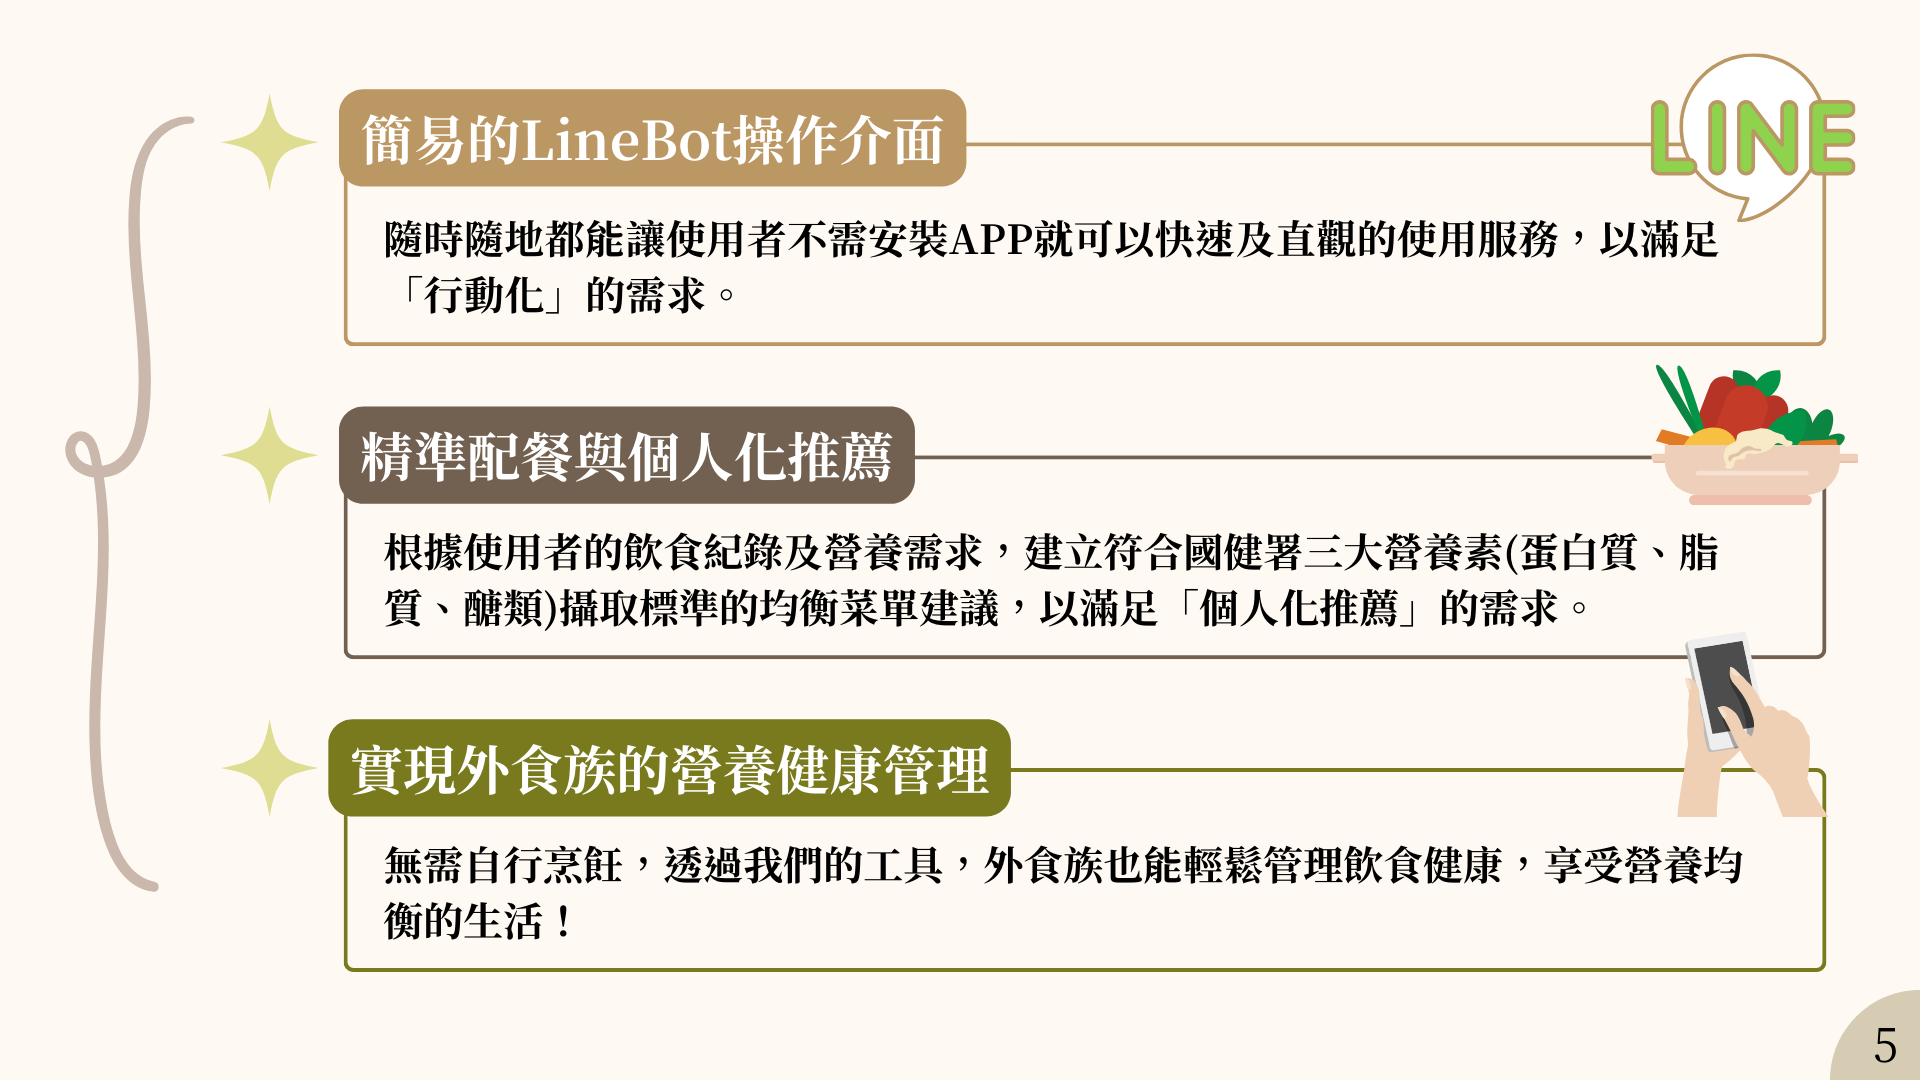 簡易的LineBot操作介面
LINE
隨時隨地都能讓使用者不需安裝APP就可以快速及直觀的使用服務，以滿足
「行動化」的需求。
精準配餐與個人化推薦
根據使用者的飲食紀錄及營養需求，建立符合國健署三大營養素(蛋白質、脂
質、醣類)攝取標準的均衡菜單建議，以滿足「個人化推薦」的需求。
實現外食族的營養健康管理
無需自行烹飪，透過我們的工具，外食族也能輕鬆管理飲食健康，享受營養均
衡的生活！
5